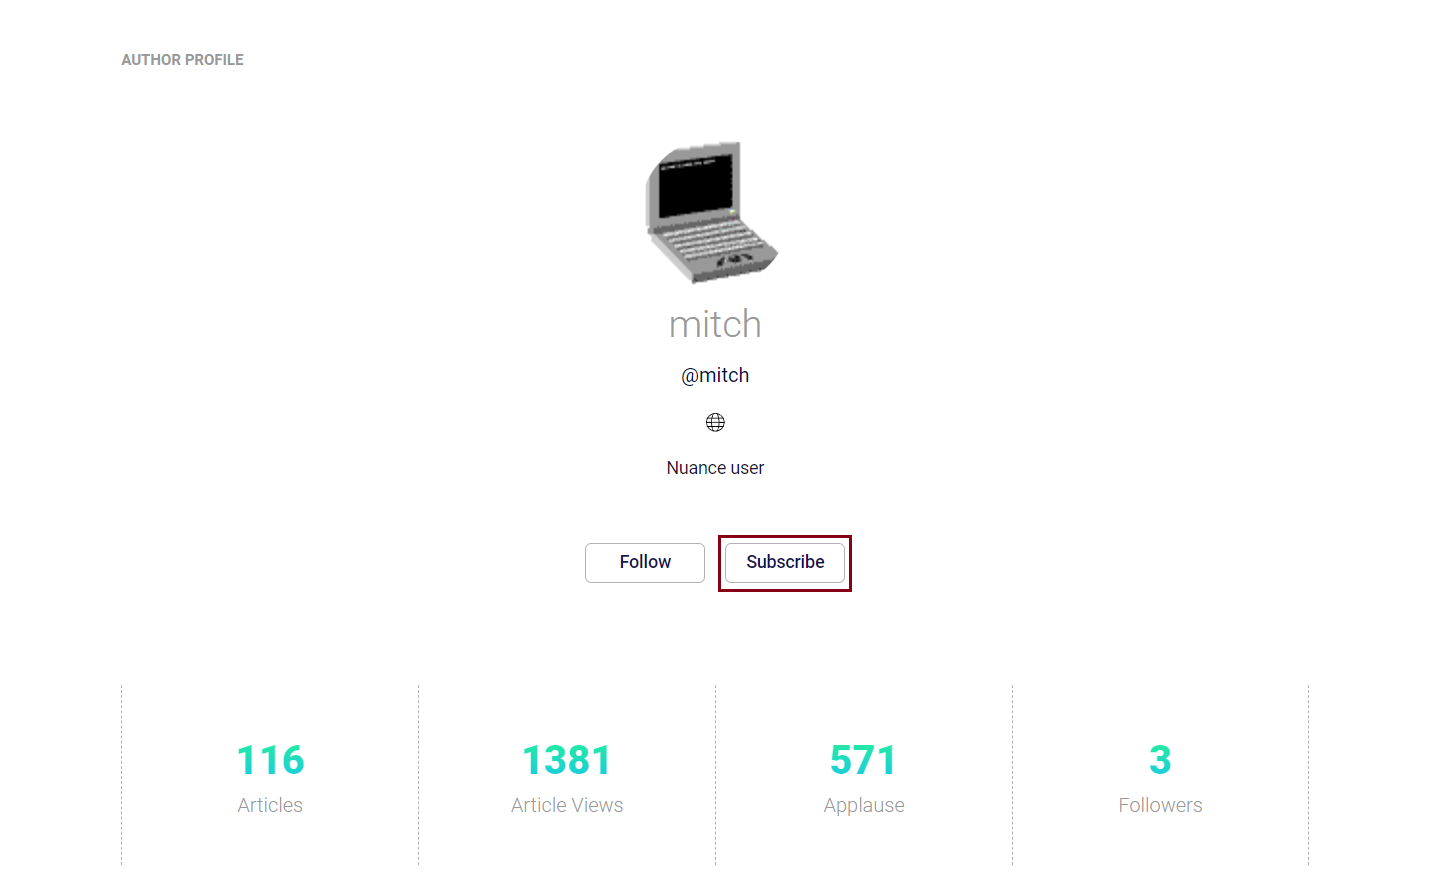 AUTHOR PROFILE
mitch
@mitch
Nuance user
Follow
Subscribe
116
Articles
1381
Article Views
571
Applause
3
Followers